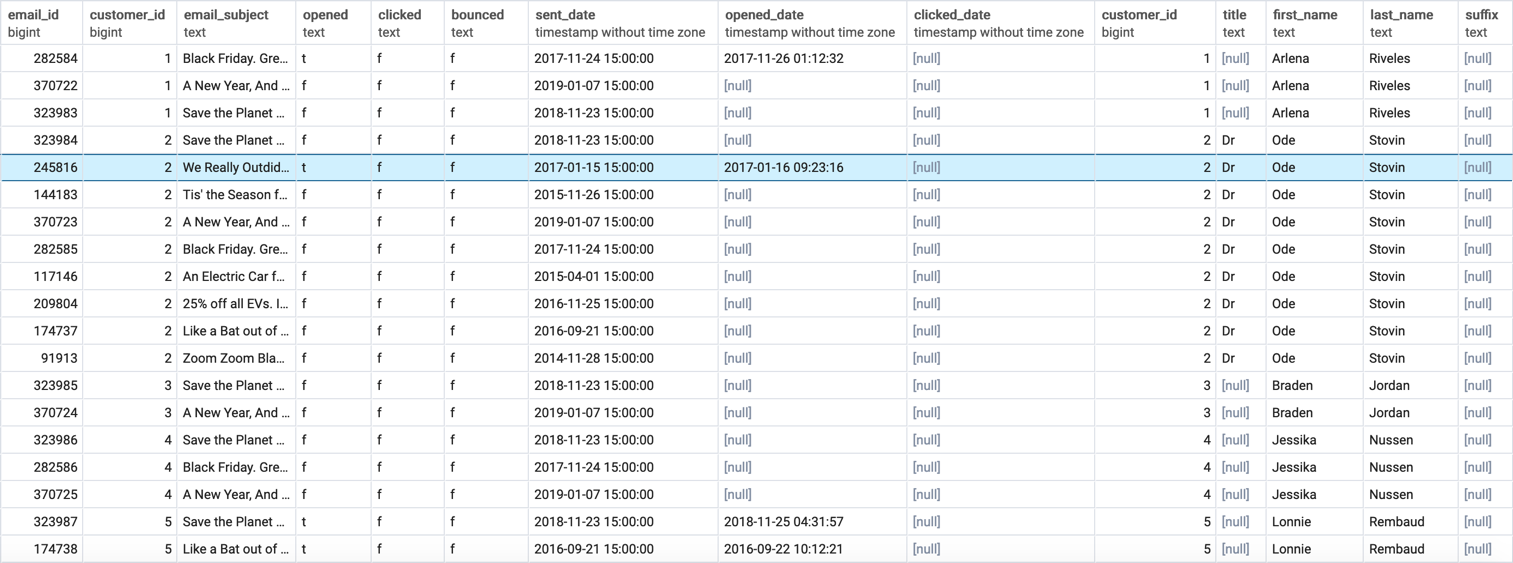 email_id customer_id email_subject opened clicked bounced sent_date opened_date clicked_date customer_id title first_name last_name suffix
bigint bigint text text text text timestamp without time zone timestamp without time zone timestamp without time zone bigint text text text text
282584 1 Black Friday. Gre... t f f 2017-11-24 15:00:00 2017-11-26 01:12:32 [null] 1 [null] Arlena Riveles [null]
370722 1 A New Year, And ... f f f 2019-01-07 15:00:00 [null] [null] 1 [null] Arlena Riveles [null]
323983 1 Save the Planet ... f f f 2018-11-23 15:00:00 [null] [null] 1 [null] Arlena Riveles [null]
323984 2 Save the Planet ... f f f 2018-11-23 15:00:00 [null] [null] 2 Dr Ode Stovin [null]
245816 2 We Really Outdid... t f f 2017-01-15 15:00:00 2017-01-16 09:23:16 [null] 2 Dr Ode Stovin [null]
144183 2 Tis' the Season f... f f f 2015-11-26 15:00:00 [null] [null] 2 Dr Ode Stovin [null]
370723 2 A New Year, And ... f f f 2019-01-07 15:00:00 [null] [null] 2 Dr Ode Stovin [null]
282585 2 Black Friday. Gre... f f f 2017-11-24 15:00:00 [null] [null] 2 Dr Ode Stovin [null]
117146 2 An Electric Car f... f f f 2015-04-01 15:00:00 [null] [null] 2 Dr Ode Stovin [null]
209804 2 25% off all EVs. I... f f f 2016-11-25 15:00:00 [null] [null] 2 Dr Ode Stovin [null]
174737 2 Like a Bat out of ... f f f 2016-09-21 15:00:00 [null] [null] 2 Dr Ode Stovin [null]
91913 2 Zoom Zoom Bla... f f f 2014-11-28 15:00:00 [null] [null] 2 Dr Ode Stovin [null]
323985 3 Save the Planet ... f f f 2018-11-23 15:00:00 [null] [null] 3 [null] Braden Jordan [null]
370724 3 A New Year, And ... f f f 2019-01-07 15:00:00 [null] [null] 3 [null] Braden Jordan [null]
323986 4 Save the Planet ... f f f 2018-11-23 15:00:00 [null] [null] 4 [null] Jessika Nussen [null]
282586 4 Black Friday. Gre... f f f 2017-11-24 15:00:00 [null] [null] 4 [null] Jessika Nussen [null]
370725 4 A New Year, And ... f f f 2019-01-07 15:00:00 [null] [null] 4 [null] Jessika Nussen [null]
323987 5 Save the Planet ... t f f 2018-11-23 15:00:00 2018-11-25 04:31:57 [null] 5 [null] Lonnie Rembaud [null]
174738 5 Like a Bat out of ... t f f 2016-09-21 15:00:00 2016-09-22 10:12:21 [null] 5 [null] Lonnie Rembaud [null]